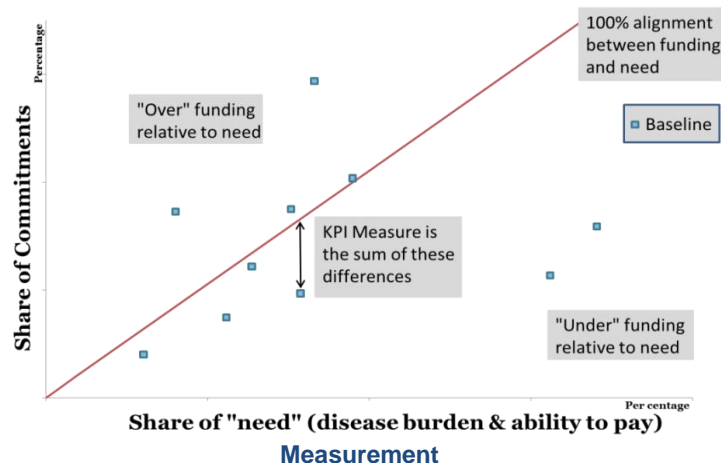 Percentage
100% alignment
between funding
and need
"Over" funding
relative to need
Baseline
Share of Commitments
KPI Measure is
the sum of these
differences
"Under" funding
relative to need
Per centage
Share of "need" (disease burden & ability to pay)
Measurement